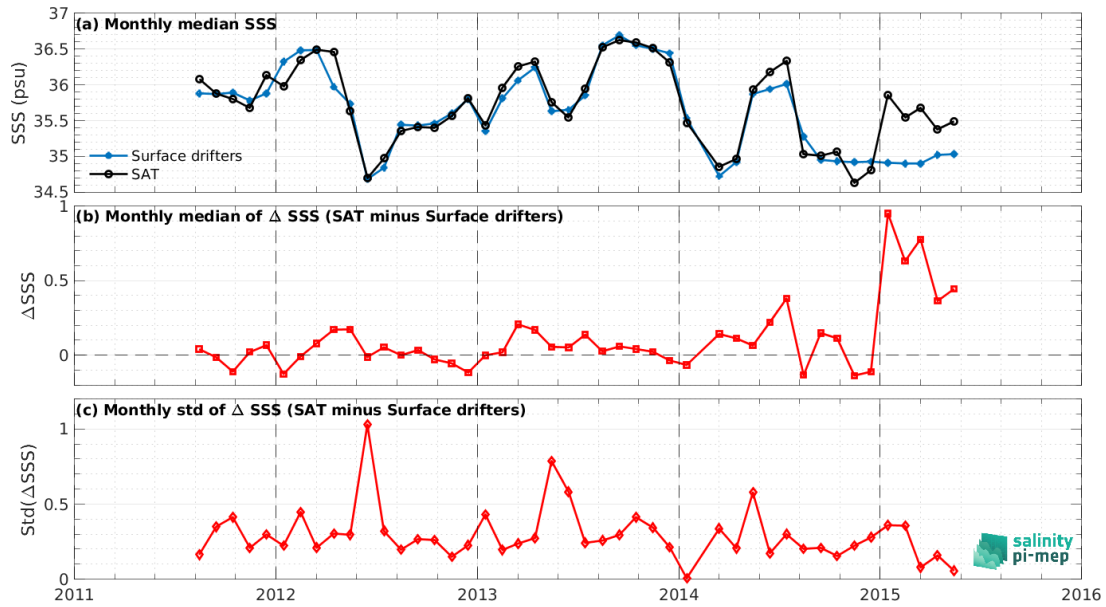 (a) Monthly median SSS
SSS (psu)
36.5
36
35.5
35
34.5
Surface drifters
SAT
(b) Monthly median of Δ SSS (SAT minus Surface drifters)
ΔSSS
1
0.5
0
(c) Monthly std of Δ SSS (SAT minus Surface drifters)
Std(ΔSSS)
1
0.5
0
salinity
pi-mep
2011 2012 2013 2014 2015 2016